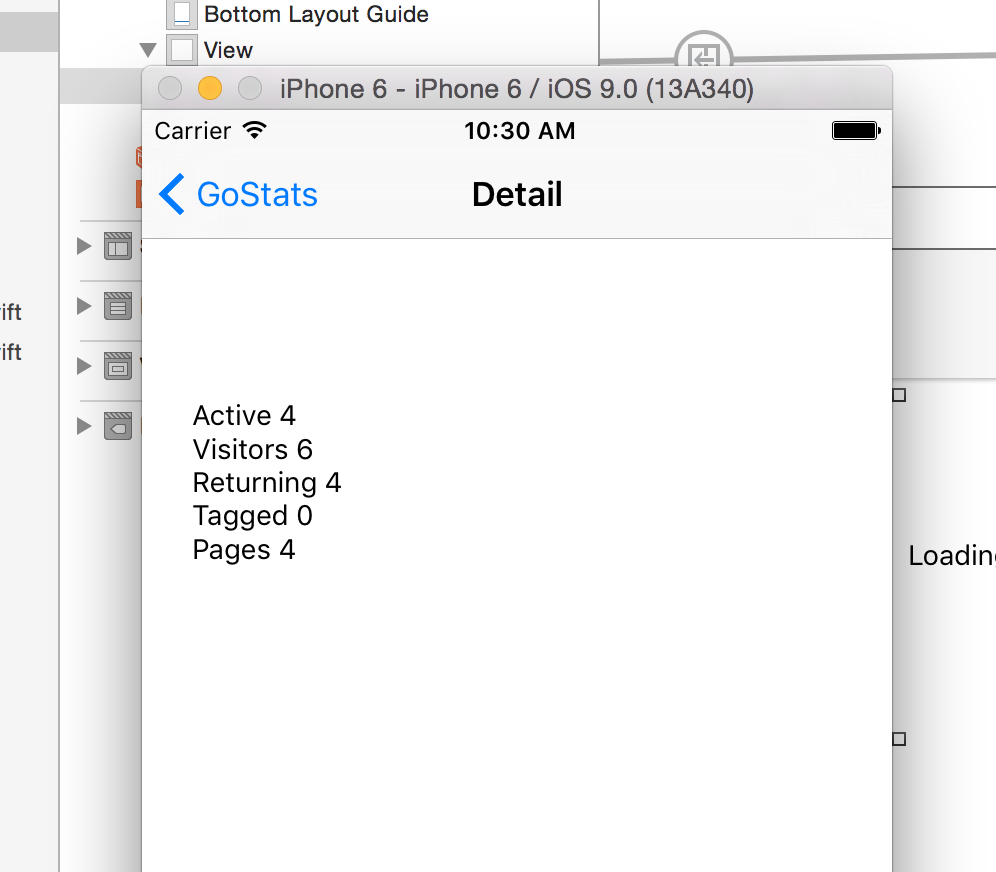 Bottom Layout Guide
View
iPhone 6 - iPhone 6 / iOS 9.0 (13A340)
Carrier 10:30 AM
GoStats Detail
Active 4
Visitors 6
Returning 4
Tagged 0
Pages 4
ift
ift
Loadin